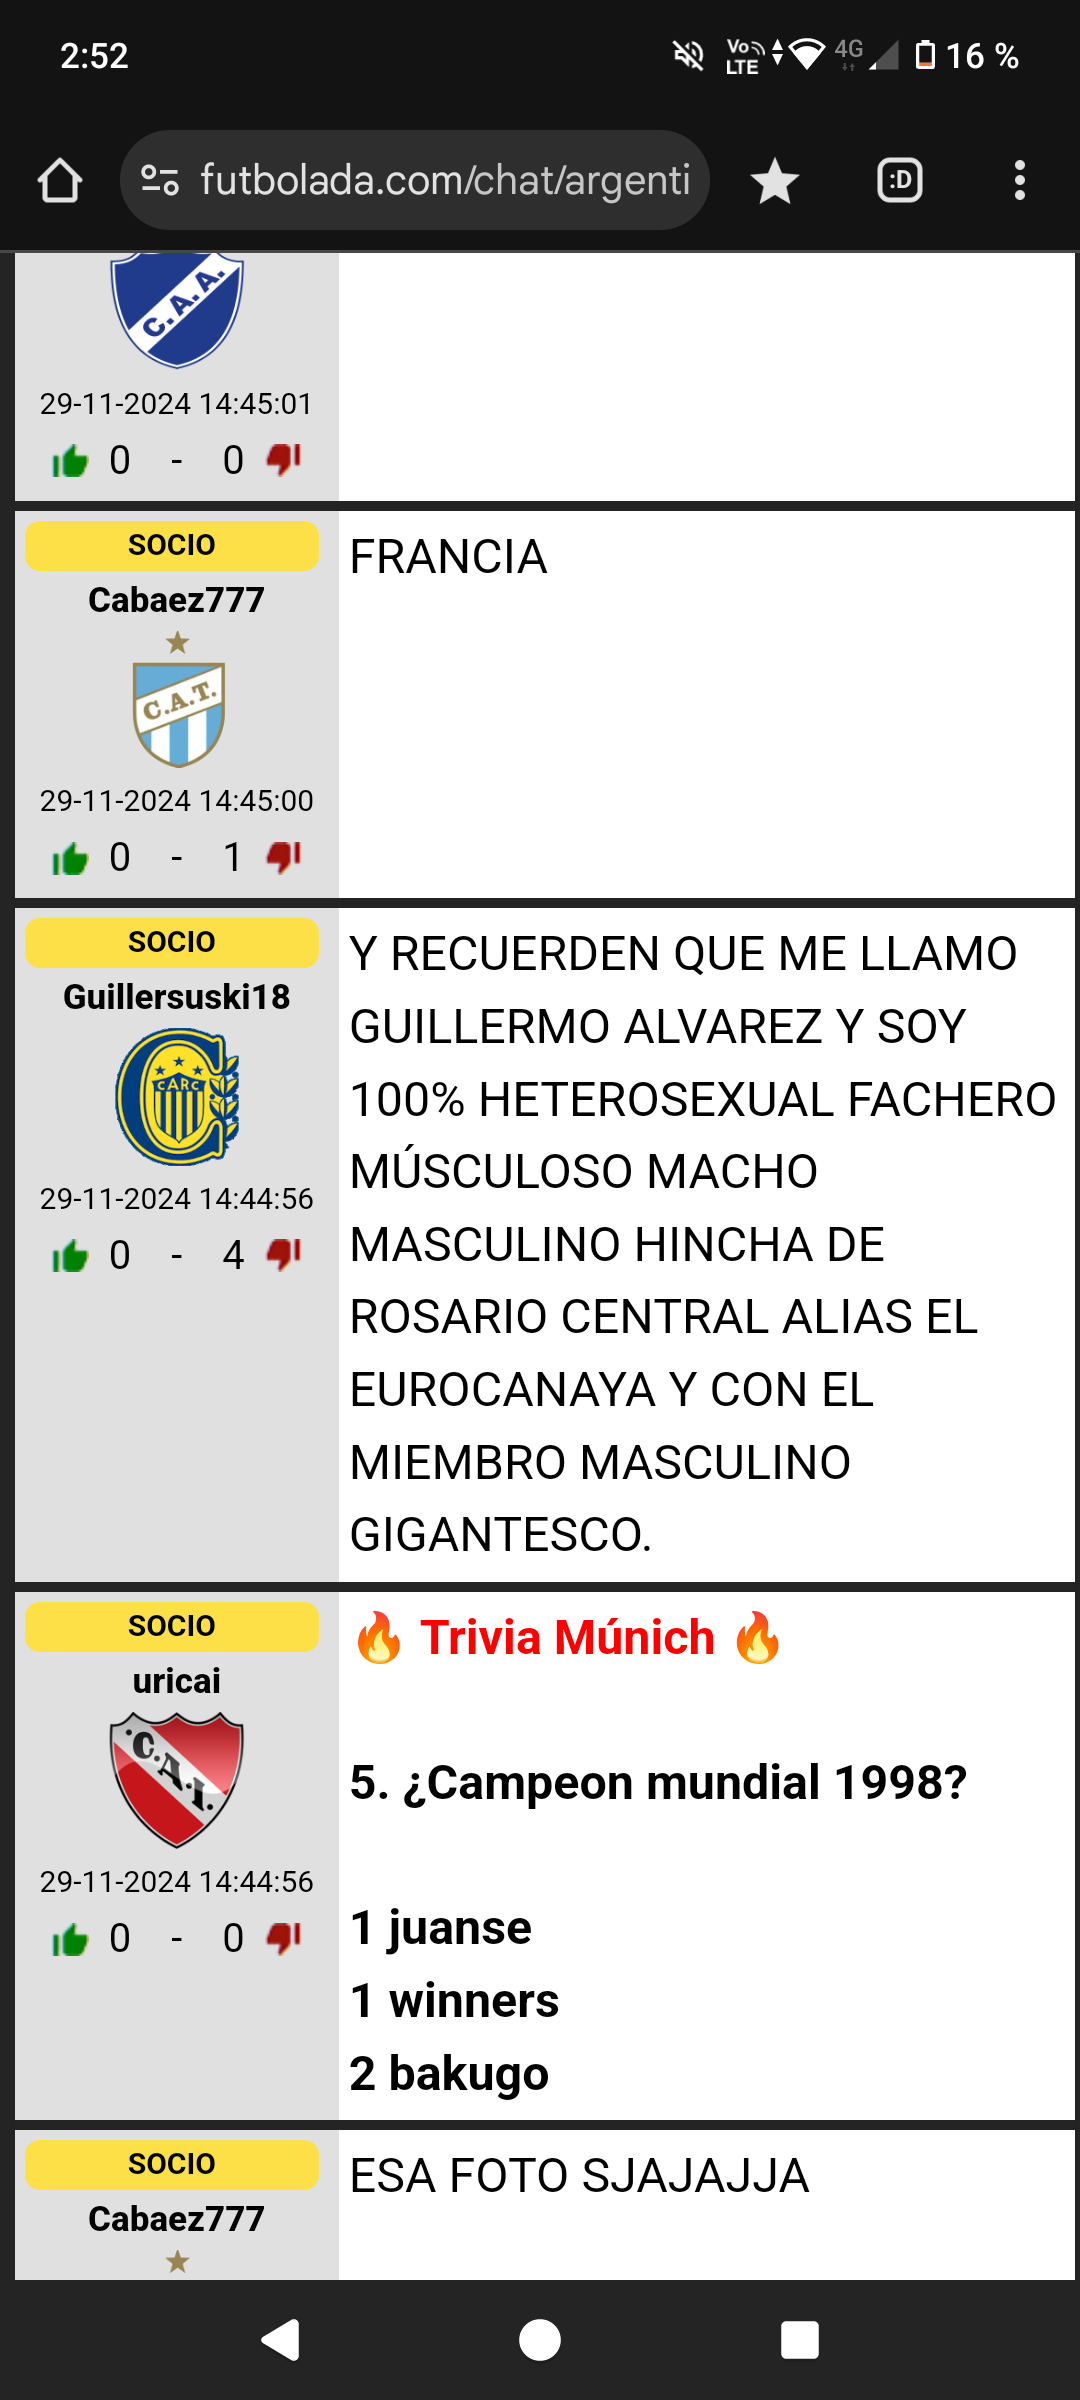 2:52
Vo
LTE
4G
16 %
futbolada.com/chat/argenti
:D
C.A.A.
29-11-2024 14:45:01
0 - 0
SOCIO
Cabaez777
C.A.T.
29-11-2024 14:45:00
0 - 1
FRANCIA
SOCIO
Guillersuski18
CARC
29-11-2024 14:44:56
0 - 4
Y RECUERDEN QUE ME LLAMO
GUILLERMO ALVAREZ Y SOY
100% HETEROSEXUAL FACHERO
MÚSCULOSO MACHO
MASCULINO HINCHA DE
ROSARIO CENTRAL ALIAS EL
EUROCANAYA Y CON EL
MIEMBRO MASCULINO
GIGANTESCO.
SOCIO
uricai
C.A.I.
29-11-2024 14:44:56
0 - 0
🔥 Trivia Múnich 🔥
5. ¿Campeon mundial 1998?
1 juanse
1 winners
2 bakugo
SOCIO
Cabaez777
ESA FOTO SJAJAJJA